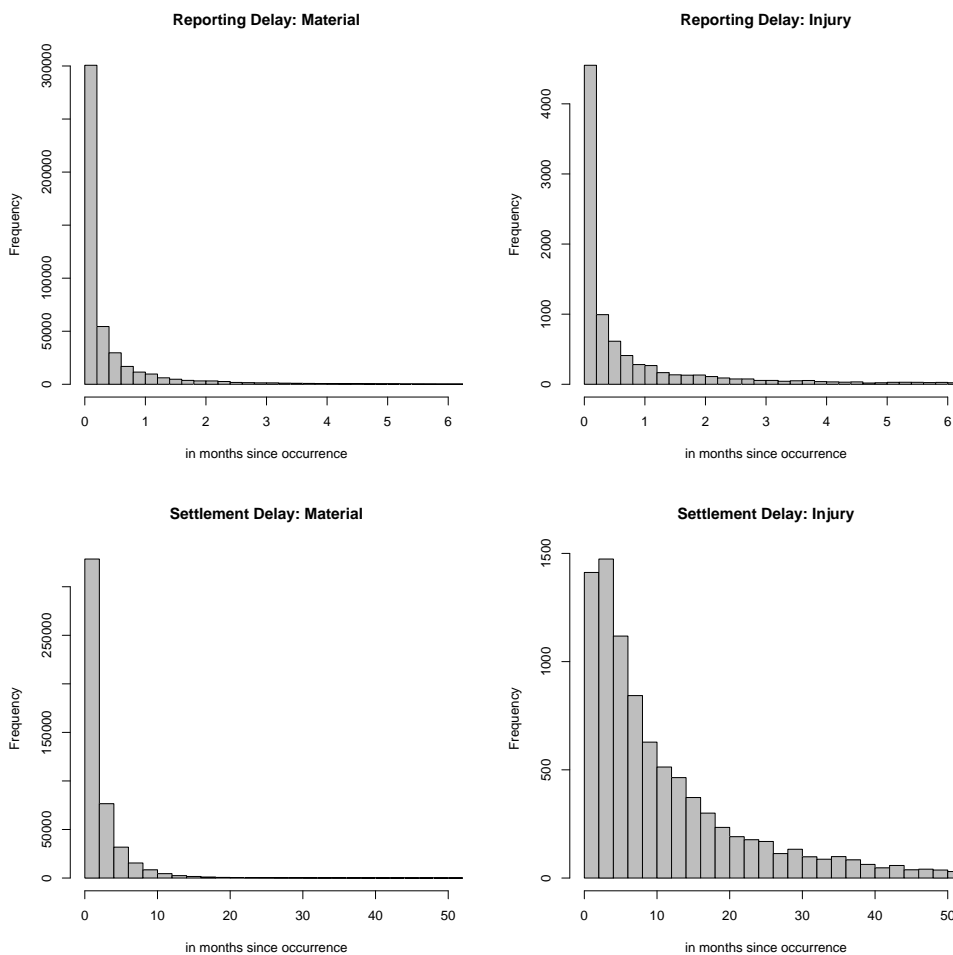 Reporting Delay: Material
Frequency
0
50000
100000
200000
300000
0 1 2 3 4 5 6
in months since occurrence
Reporting Delay: Injury
Frequency
0
1000
2000
3000
4000
0 1 2 3 4 5 6
in months since occurrence
Settlement Delay: Material
Frequency
0
50000
150000
250000
0 10 20 30 40 50
in months since occurrence
Settlement Delay: Injury
Frequency
0
500
1000
1500
0 10 20 30 40 50
in months since occurrence